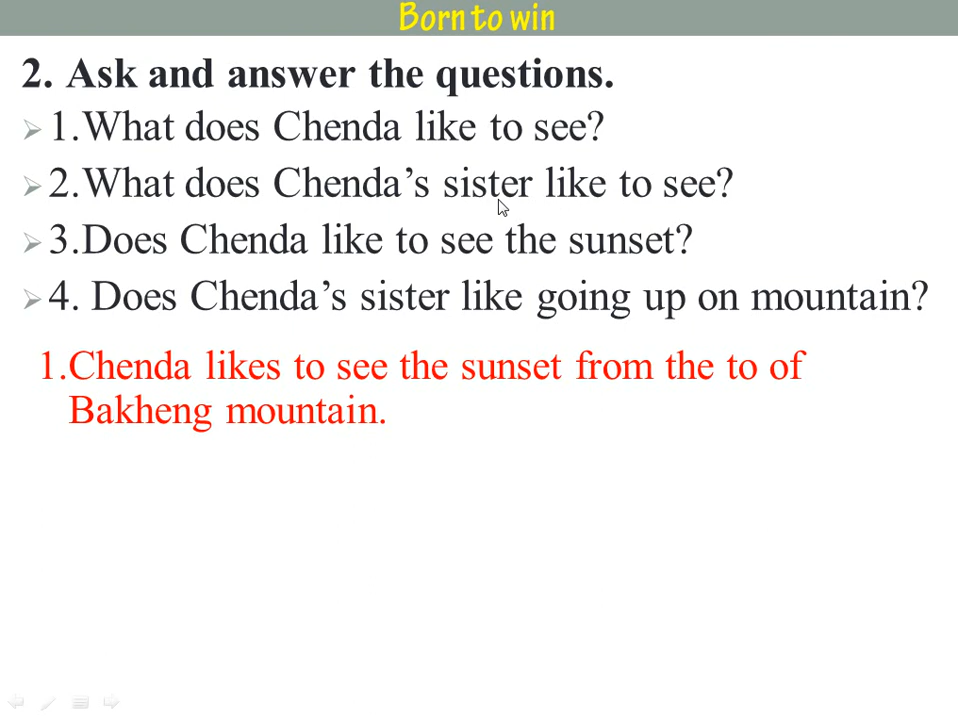 Born to win
2. Ask and answer the questions.
1.What does Chenda like to see?
2.What does Chenda’s sister like to see?
3.Does Chenda like to see the sunset?
4. Does Chenda’s sister like going up on mountain?
1.Chenda likes to see the sunset from the to of
Bakheng mountain.